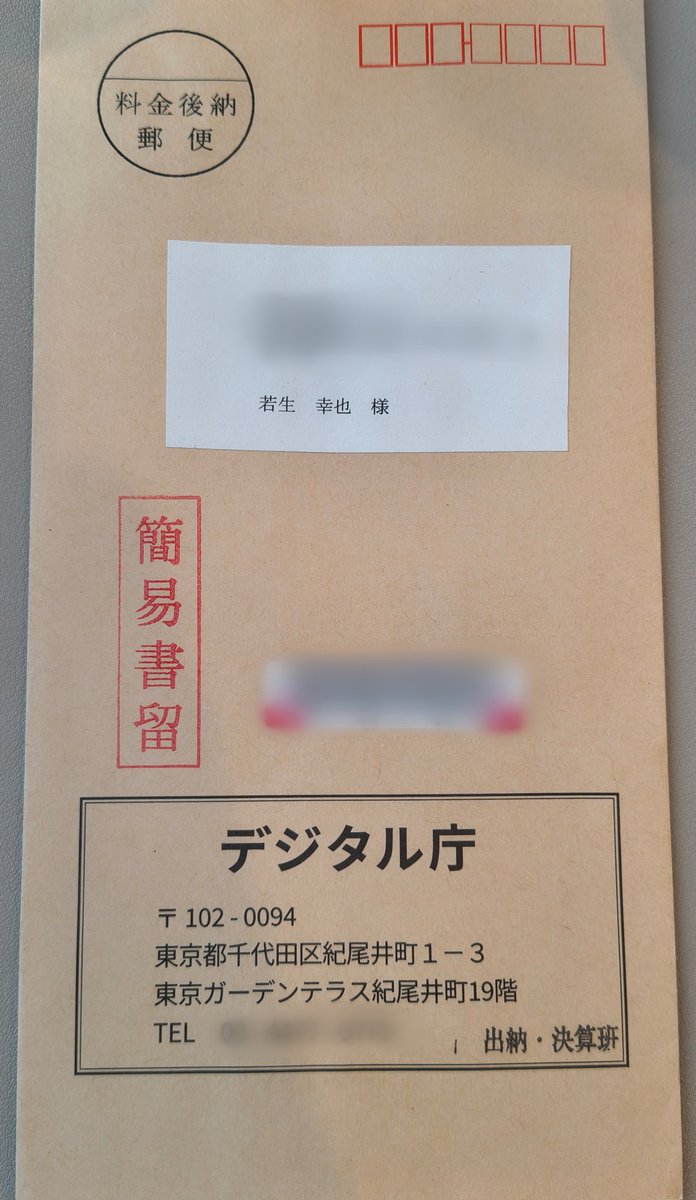 料金後納
郵便
若生 幸也 様
簡易書留
デジタル庁
〒102-0094
東京都千代田区紀尾井町1－3
東京ガーデンテラス紀尾井町19階
TEL
出納・決算班